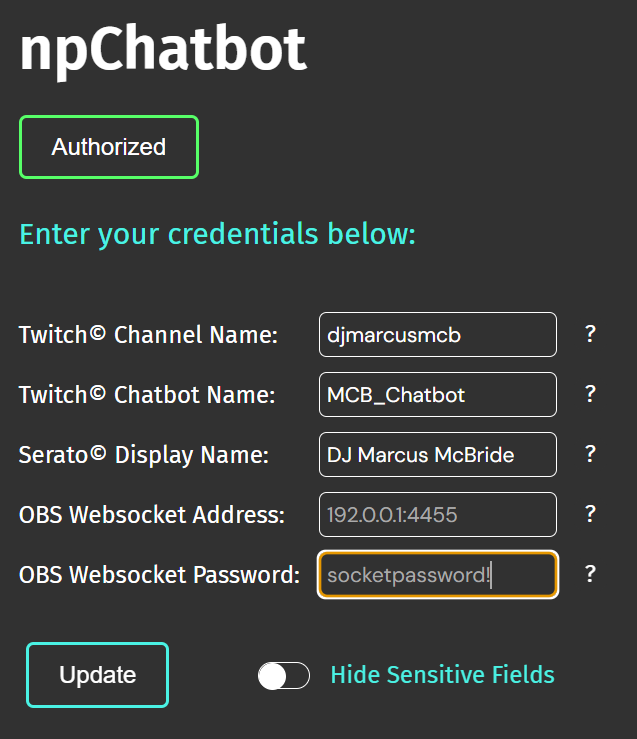 npChatbot
Authorized
Enter your credentials below:
Twitch© Channel Name: djmarcusmcb ?
Twitch© Chatbot Name: MCB_Chatbot ?
Serato© Display Name: DJ Marcus McBride ?
OBS Websocket Address: 192.0.0.1:4455 ?
OBS Websocket Password: socketpassword! ?
Update Hide Sensitive Fields